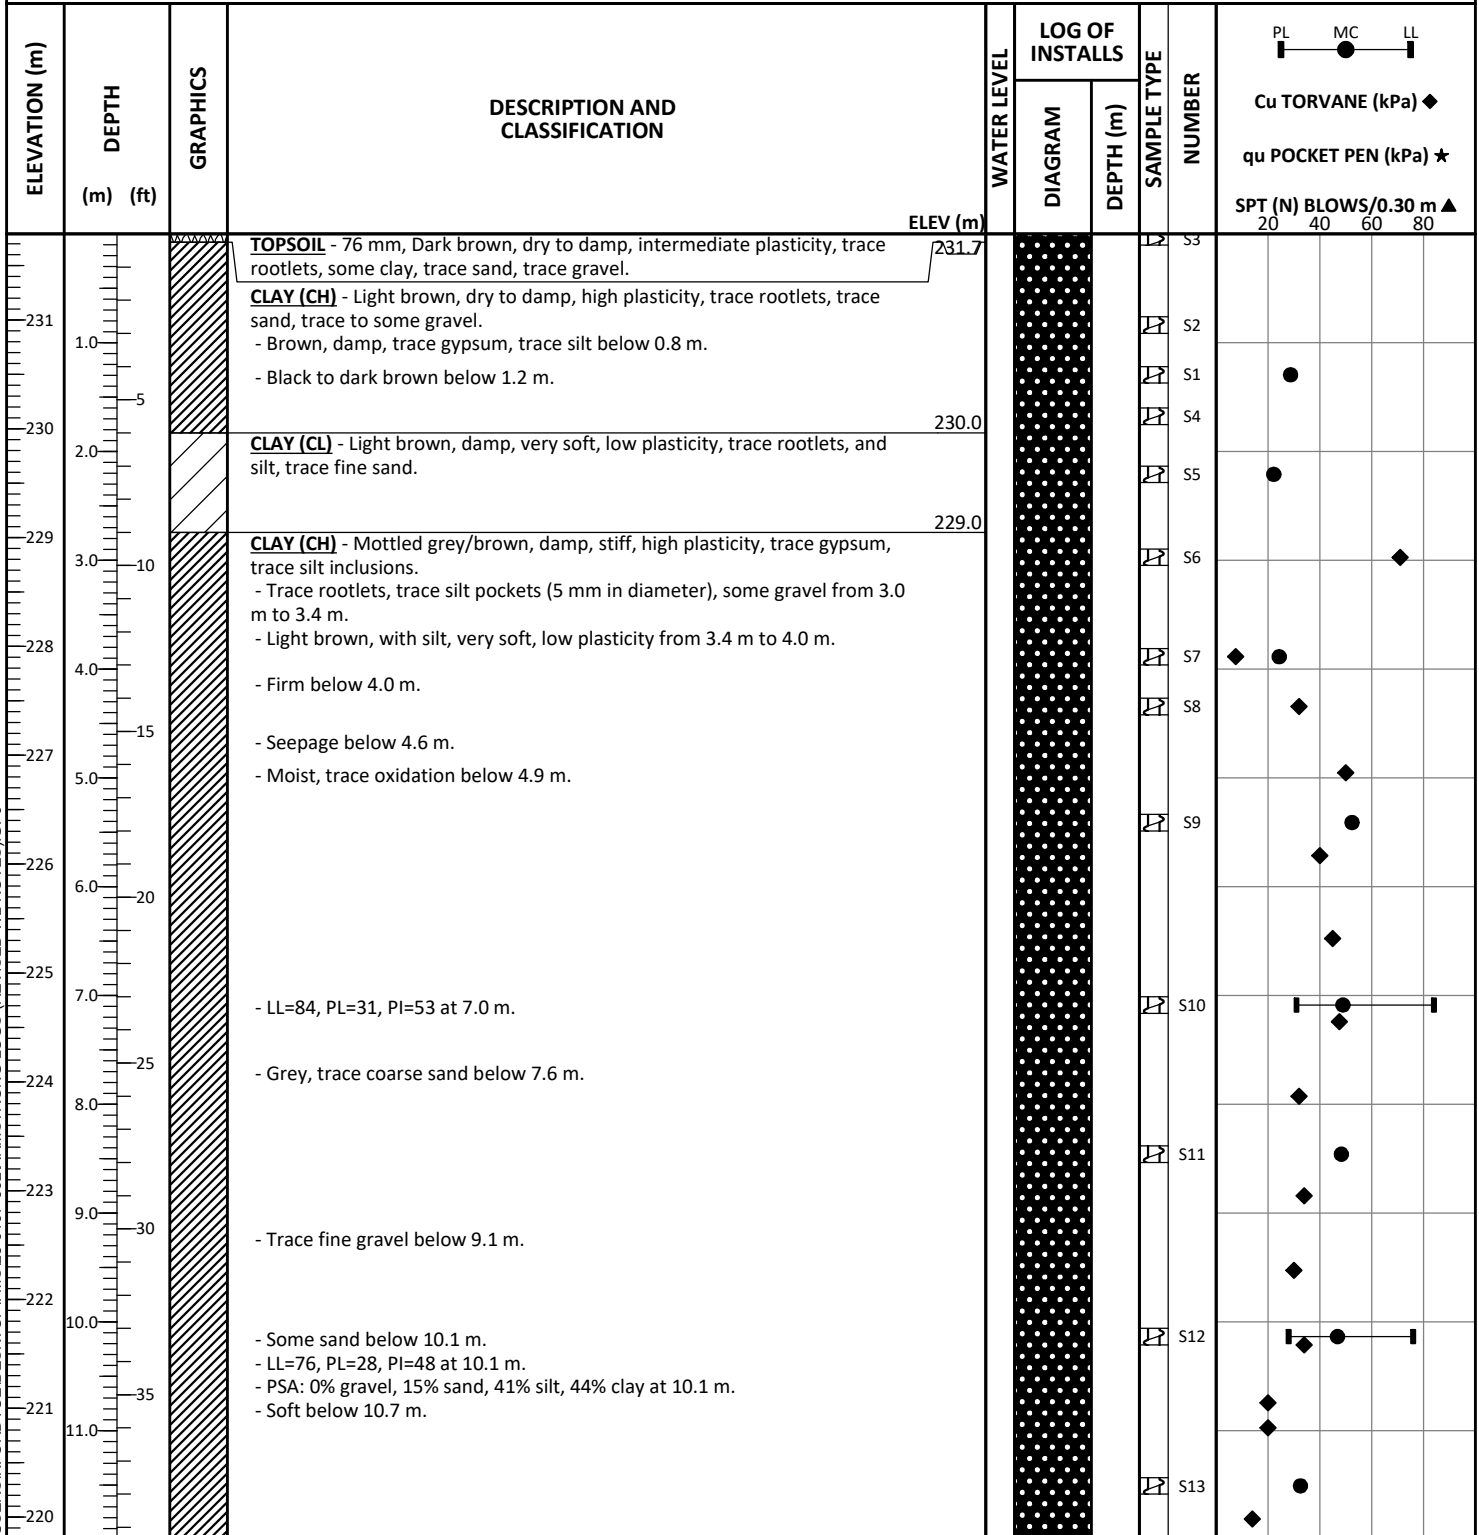 ELEVATION (m)
DEPTH
(m) (ft)
GRAPHICS
DESCRIPTION AND
CLASSIFICATION
ELEV (m)
WATER LEVEL
LOG OF
INSTALLS
DIAGRAM
DEPTH (m)
SAMPLE TYPE
NUMBER
PL MC LL
Cu TORVANE (kPa) ◆
qu POCKET PEN (kPa) ★
SPT (N) BLOWS/0.30 m ▲
20 40 60 80
TOPSOIL - 76 mm, Dark brown, dry to damp, intermediate plasticity, trace
rootlets, some clay, trace sand, trace gravel.
231.7
S3
CLAY (CH) - Light brown, dry to damp, high plasticity, trace rootlets, trace
sand, trace to some gravel.
231
S2
1.0
- Brown, damp, trace gypsum, trace silt below 0.8 m.
- Black to dark brown below 1.2 m.
S1
5
S4
230
230.0
CLAY (CL) - Light brown, damp, very soft, low plasticity, trace rootlets, and
silt, trace fine sand.
2.0
S5
229.0
229
CLAY (CH) - Mottled grey/brown, damp, stiff, high plasticity, trace gypsum,
trace silt inclusions.
3.0
10
S6
- Trace rootlets, trace silt pockets (5 mm in diameter), some gravel from 3.0
m to 3.4 m.
- Light brown, with silt, very soft, low plasticity from 3.4 m to 4.0 m.
228
S7
4.0
- Firm below 4.0 m.
S8
15
- Seepage below 4.6 m.
227
- Moist, trace oxidation below 4.9 m.
5.0
S9
226
6.0
20
225
7.0
- LL=84, PL=31, PI=53 at 7.0 m.
S10
25
- Grey, trace coarse sand below 7.6 m.
224
8.0
S11
223
9.0
30
- Trace fine gravel below 9.1 m.
222
10.0
- Some sand below 10.1 m.
S12
- LL=76, PL=28, PI=48 at 10.1 m.
- PSA: 0% gravel, 15% sand, 41% silt, 44% clay at 10.1 m.
35
- Soft below 10.7 m.
221
11.0
S13
220